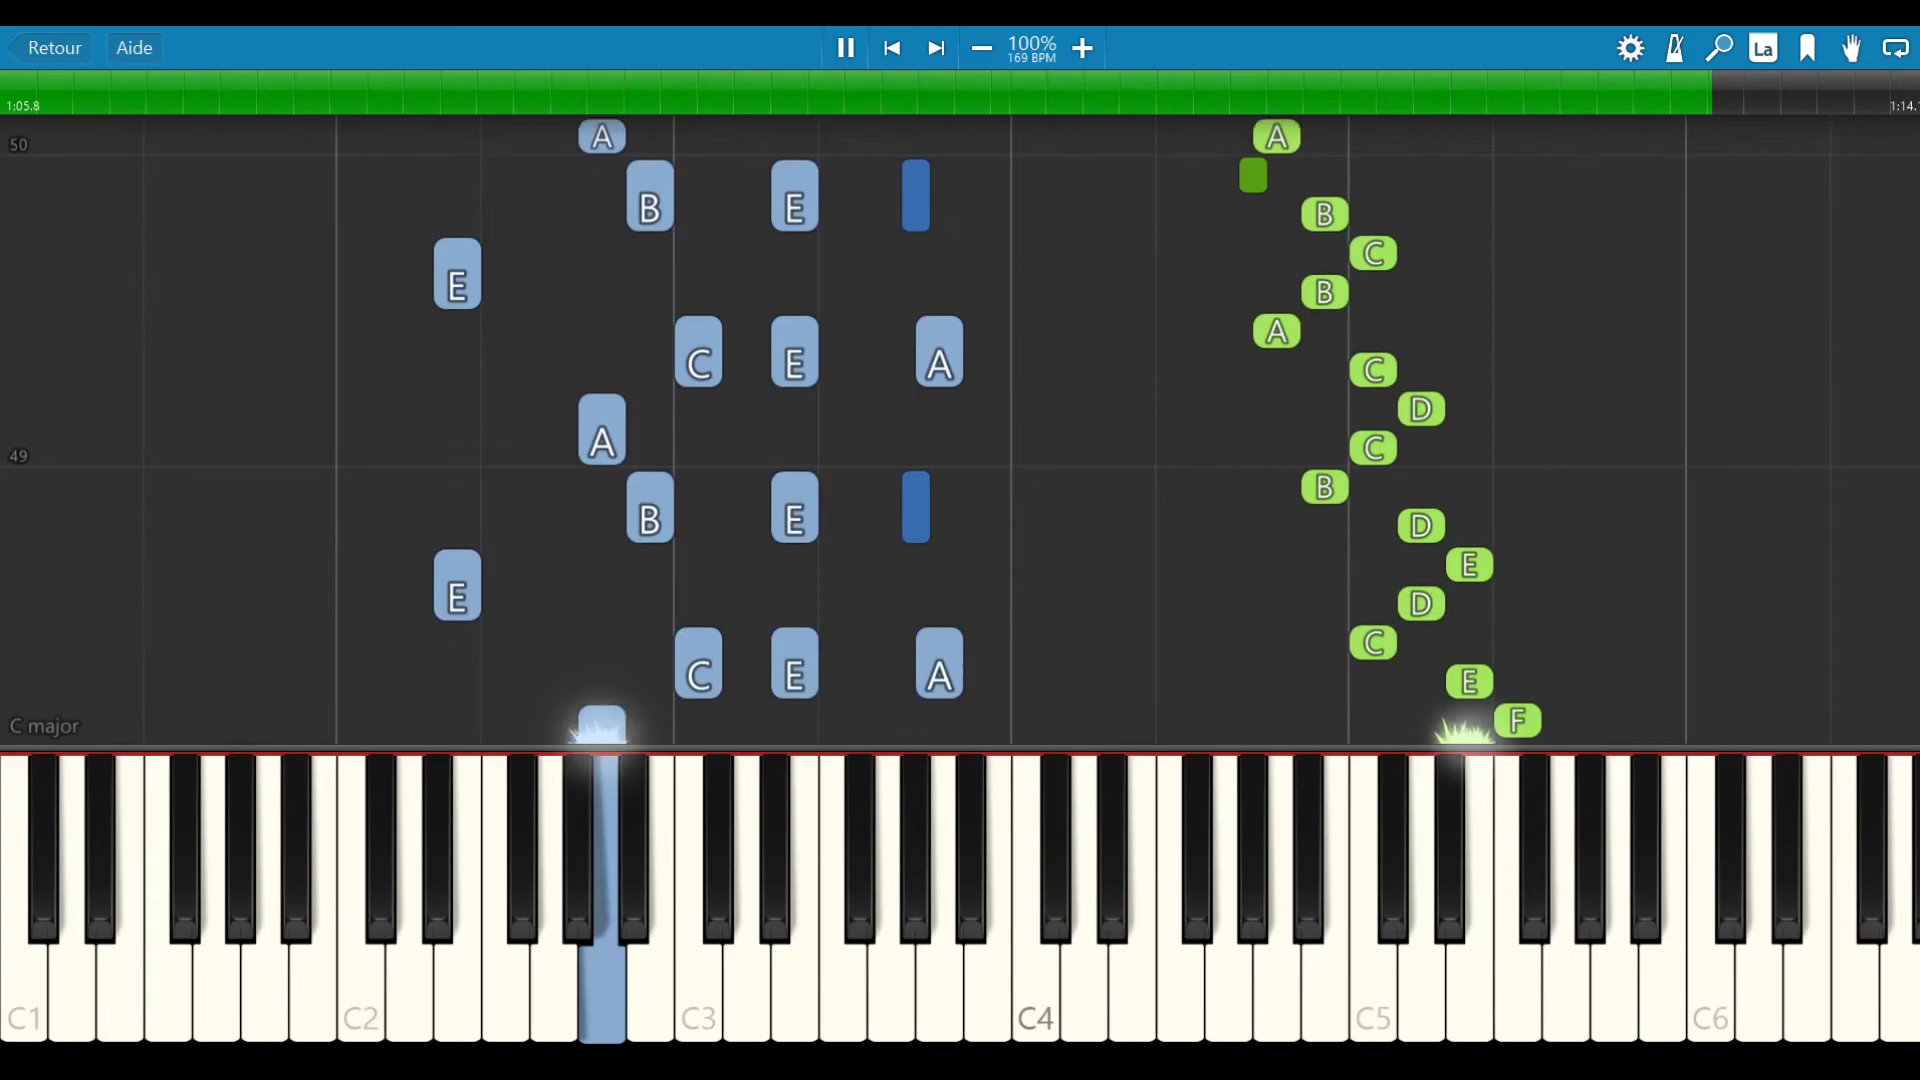 Retour Aide 100% La
169 BPM
1:05.8 1:14.
A A
50
B E B
C
E B
A
C E A C
D
A C
49
B E B
D
E
E D
C
C E A E
F
C major
C1 C2 C3 C4 C5 C6